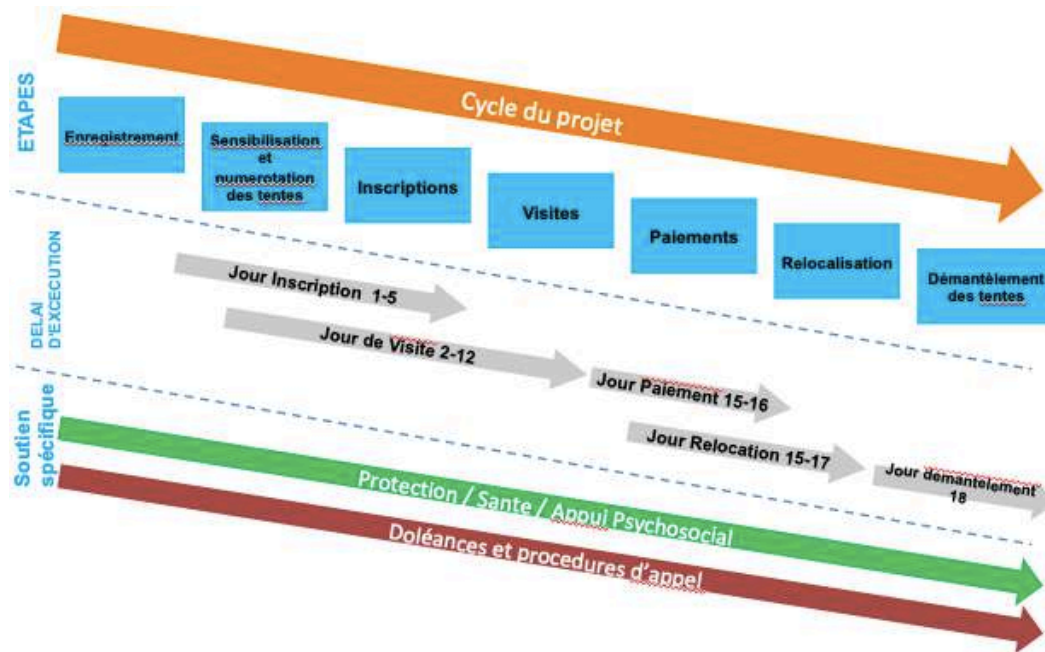 ETAPES
Cycle du projet
Enregistrement
Sensibilisation
et
numerotation
des tentes
Inscriptions
Visites
Paiements
Relocalisation
Démantèlement
des tentes
DELAI
D'EXCECUTION
Jour Inscription 1-5
Jour de Visite 2-12
Jour Paiement 15-16
Jour Relocation 15-17
Jour démantelement
18
Soutien
spécifique
Protection / Sante / Appui Psychosocial
Doléances et procedures d'appel